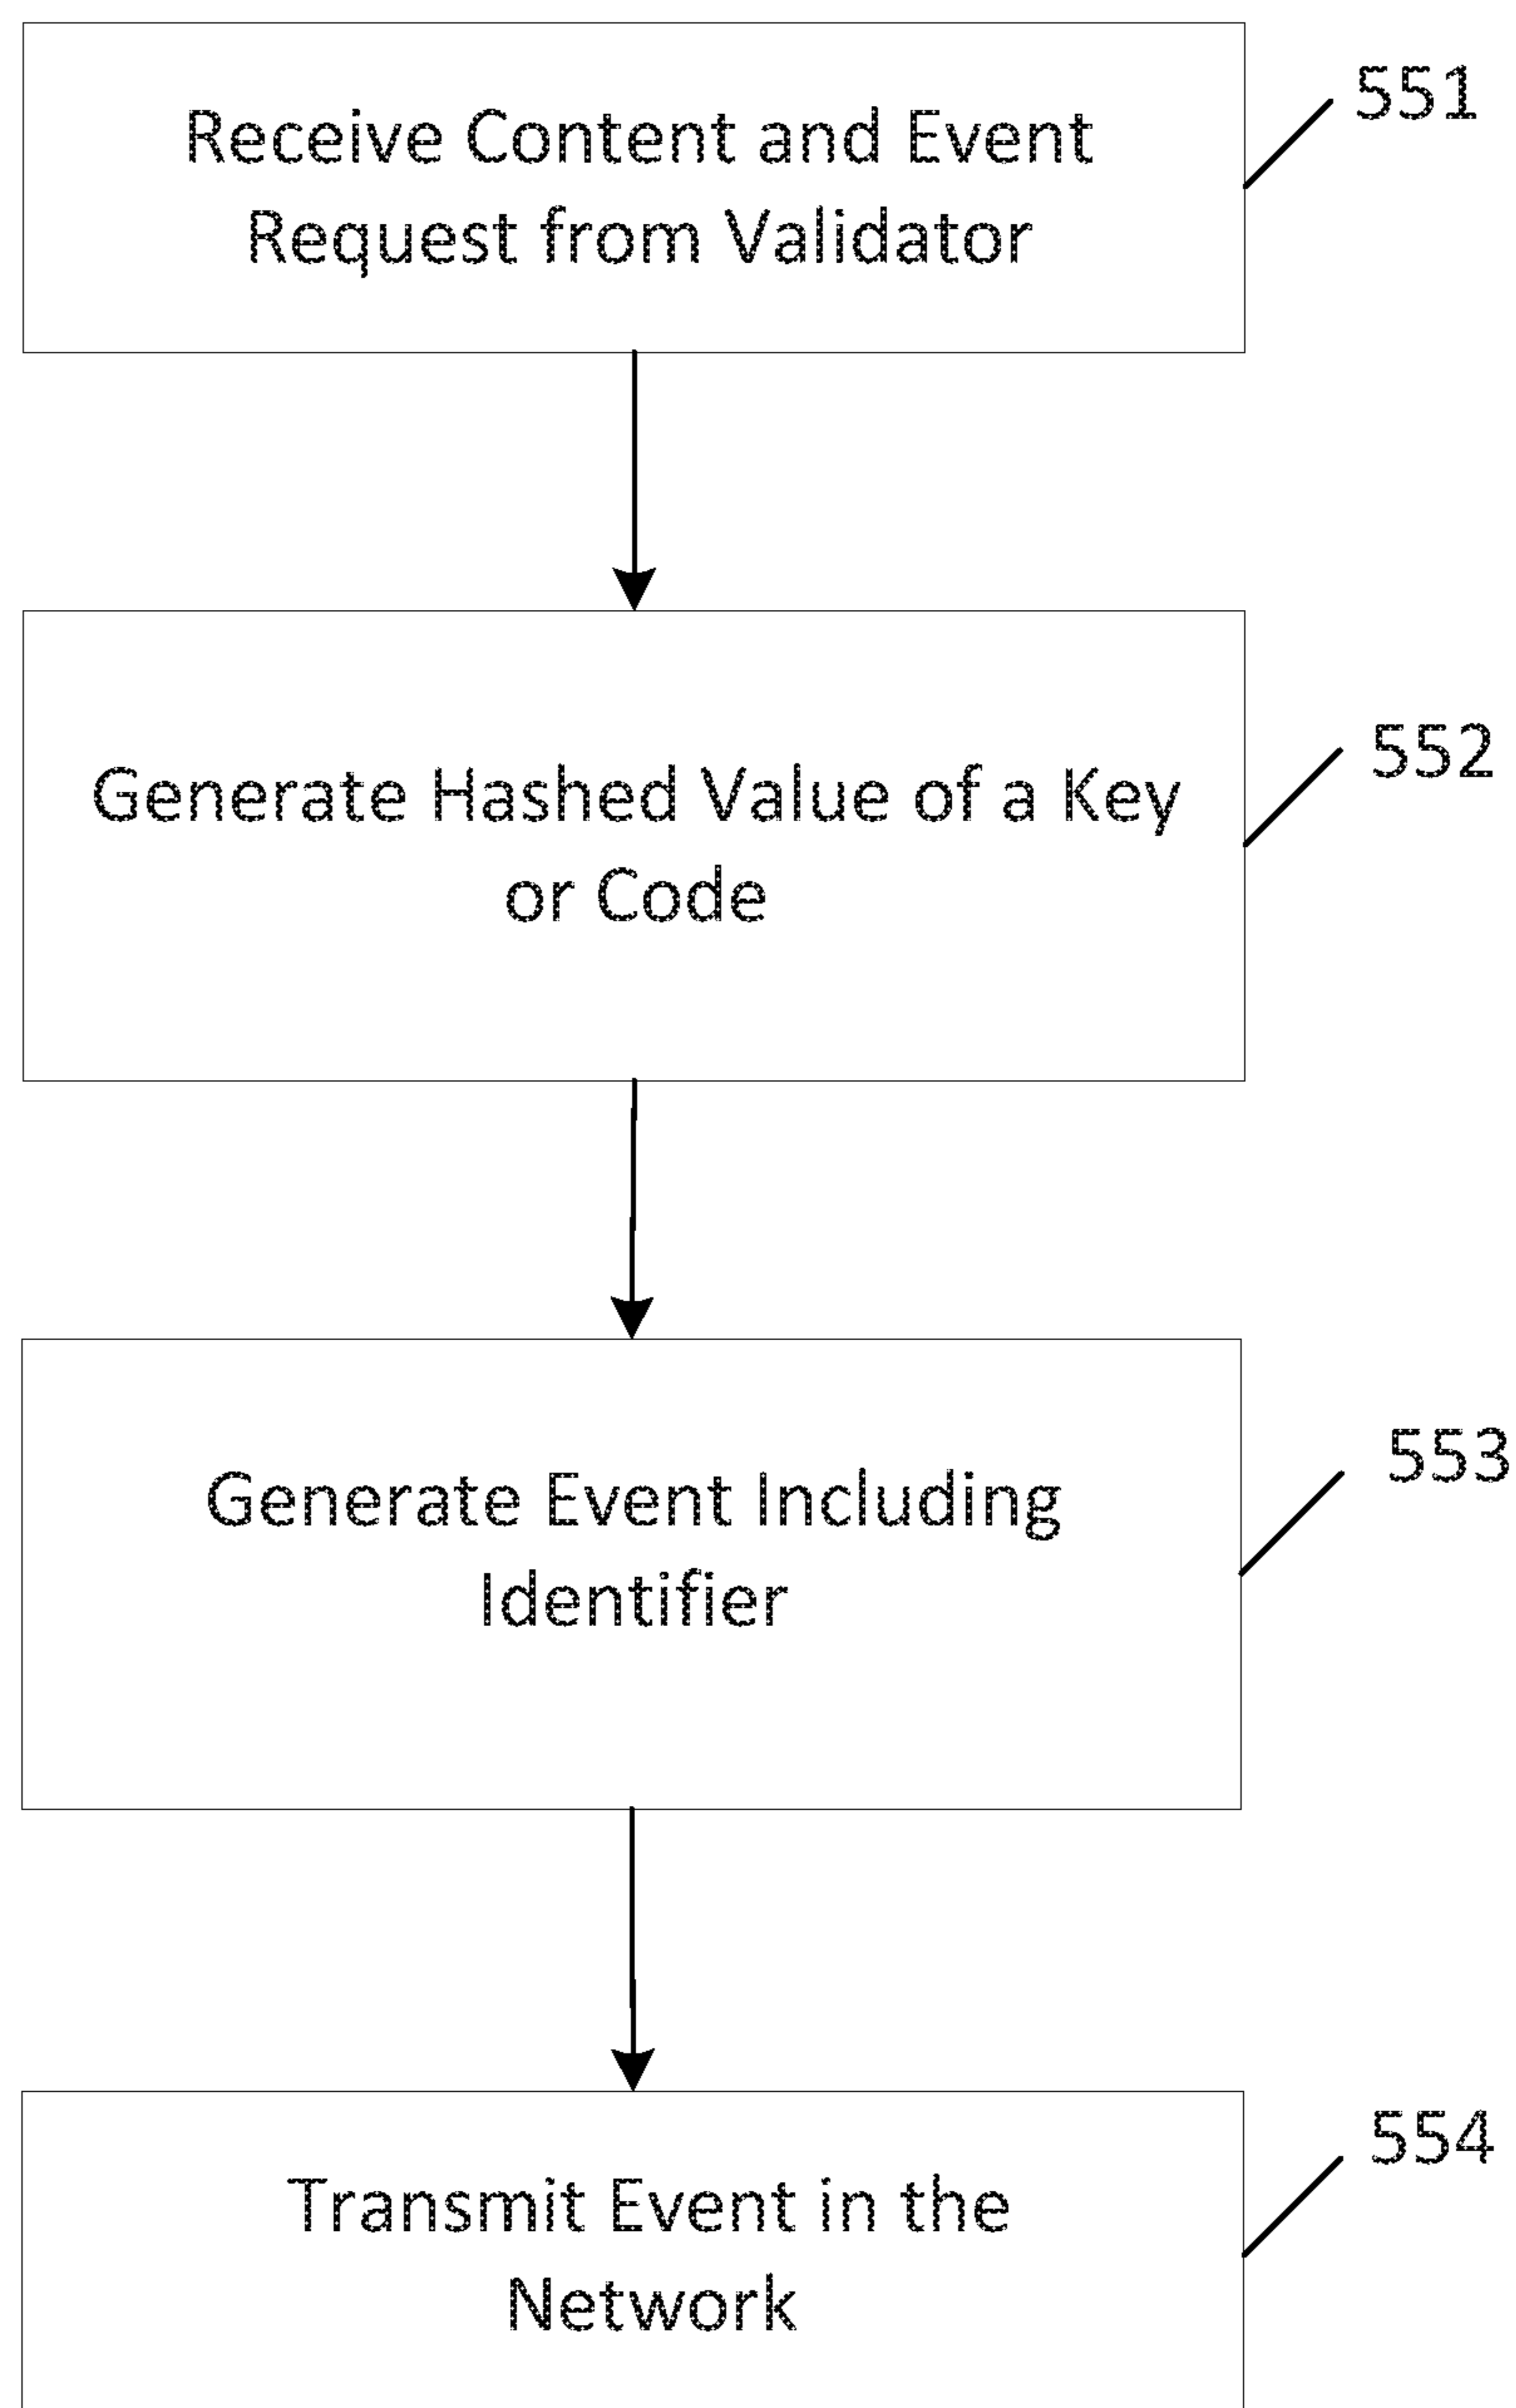 Receive Content and Event
Request from Validator
551
Generate Hashed Value of a Key
or Code
552
Generate Event Including
Identifier
553
Transmit Event in the
Network
554